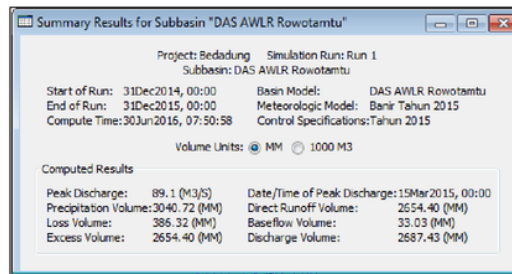 Summary Results for Subbasin "DAS AWLR Rowotamtu"
Project: Bedadung Simulation Run: Run 1
Subbasin: DAS AWLR Rowotamtu
Start of Run: 31Dec2014, 00:00 Basin Model: DAS AWLR Rowotamtu
End of Run: 31Dec2015, 00:00 Meteorologic Model: Banir Tahun 2015
Compute Time:30Jun2016, 07:50:58 Control Specifications:Tahun 2015
Volume Units: MM 1000 M3
Computed Results
Peak Discharge: 89.1 (M3/S) Date/Time of Peak Discharge:15Mar2015, 00:00
Precipitation Volume:3040.72 (MM) Direct Runoff Volume: 2654.40 (MM)
Loss Volume: 386.32 (MM) Baseflow Volume: 33.03 (MM)
Excess Volume: 2654.40 (MM) Discharge Volume: 2687.43 (MM)